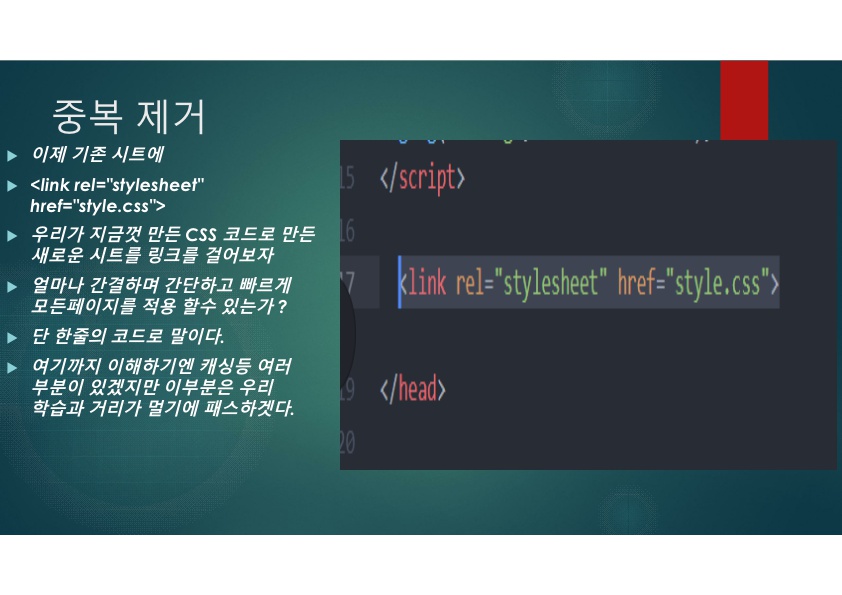 중복 제거
이제 기존 시트에
<link rel="stylesheet"
href="style.css">
우리가 지금껏 만든 CSS 코드로 만든
새로운 시트를 링크를 걸어보자
얼마나 간결하며 간단하고 빠르게
모든페이지를 적용 할수 있는가?
단 한줄의 코드로 말이다.
여기까지 이해하기엔 캐싱등 여러
부분이 있겠지만 이부분은 우리
학습과 거리가 멀기에 패스하겟다.
15 </script>
16
17 <link rel="stylesheet" href="style.css">
19 </head>
20